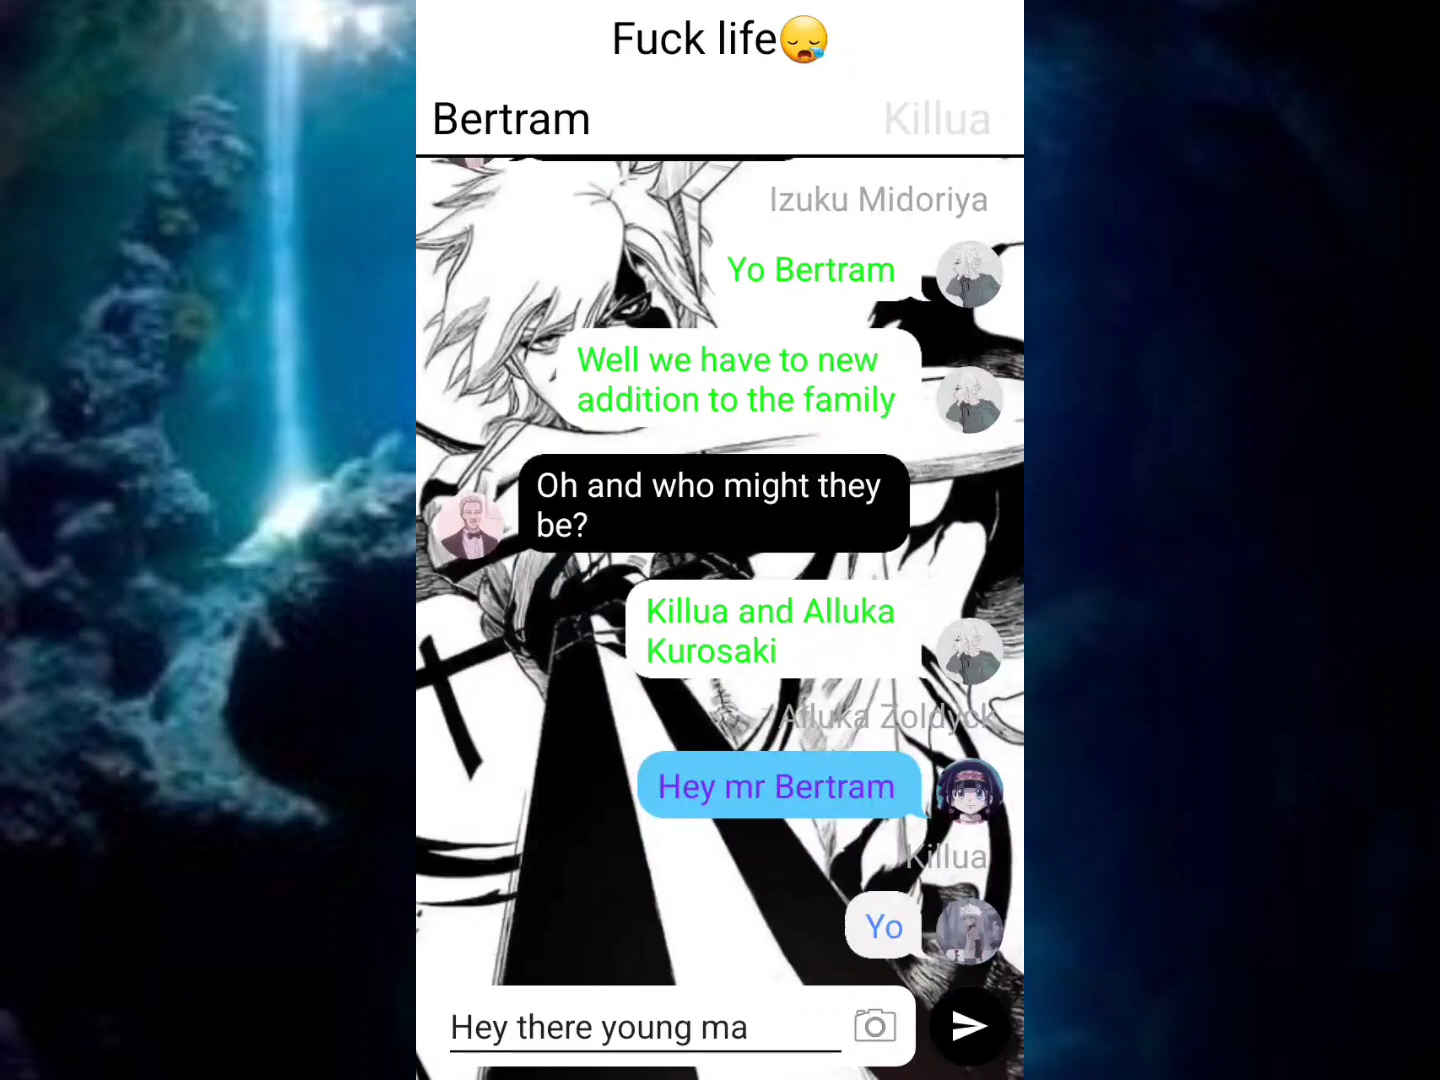 Fuck life😪
Bertram
Killua
Izuku Midoriya
Yo Bertram
Well we have to new
addition to the family
Oh and who might they
be?
Killua and Alluka
Kurosaki
Alluka Zoldyck
Hey mr Bertram
Killua
Yo
Hey there young ma